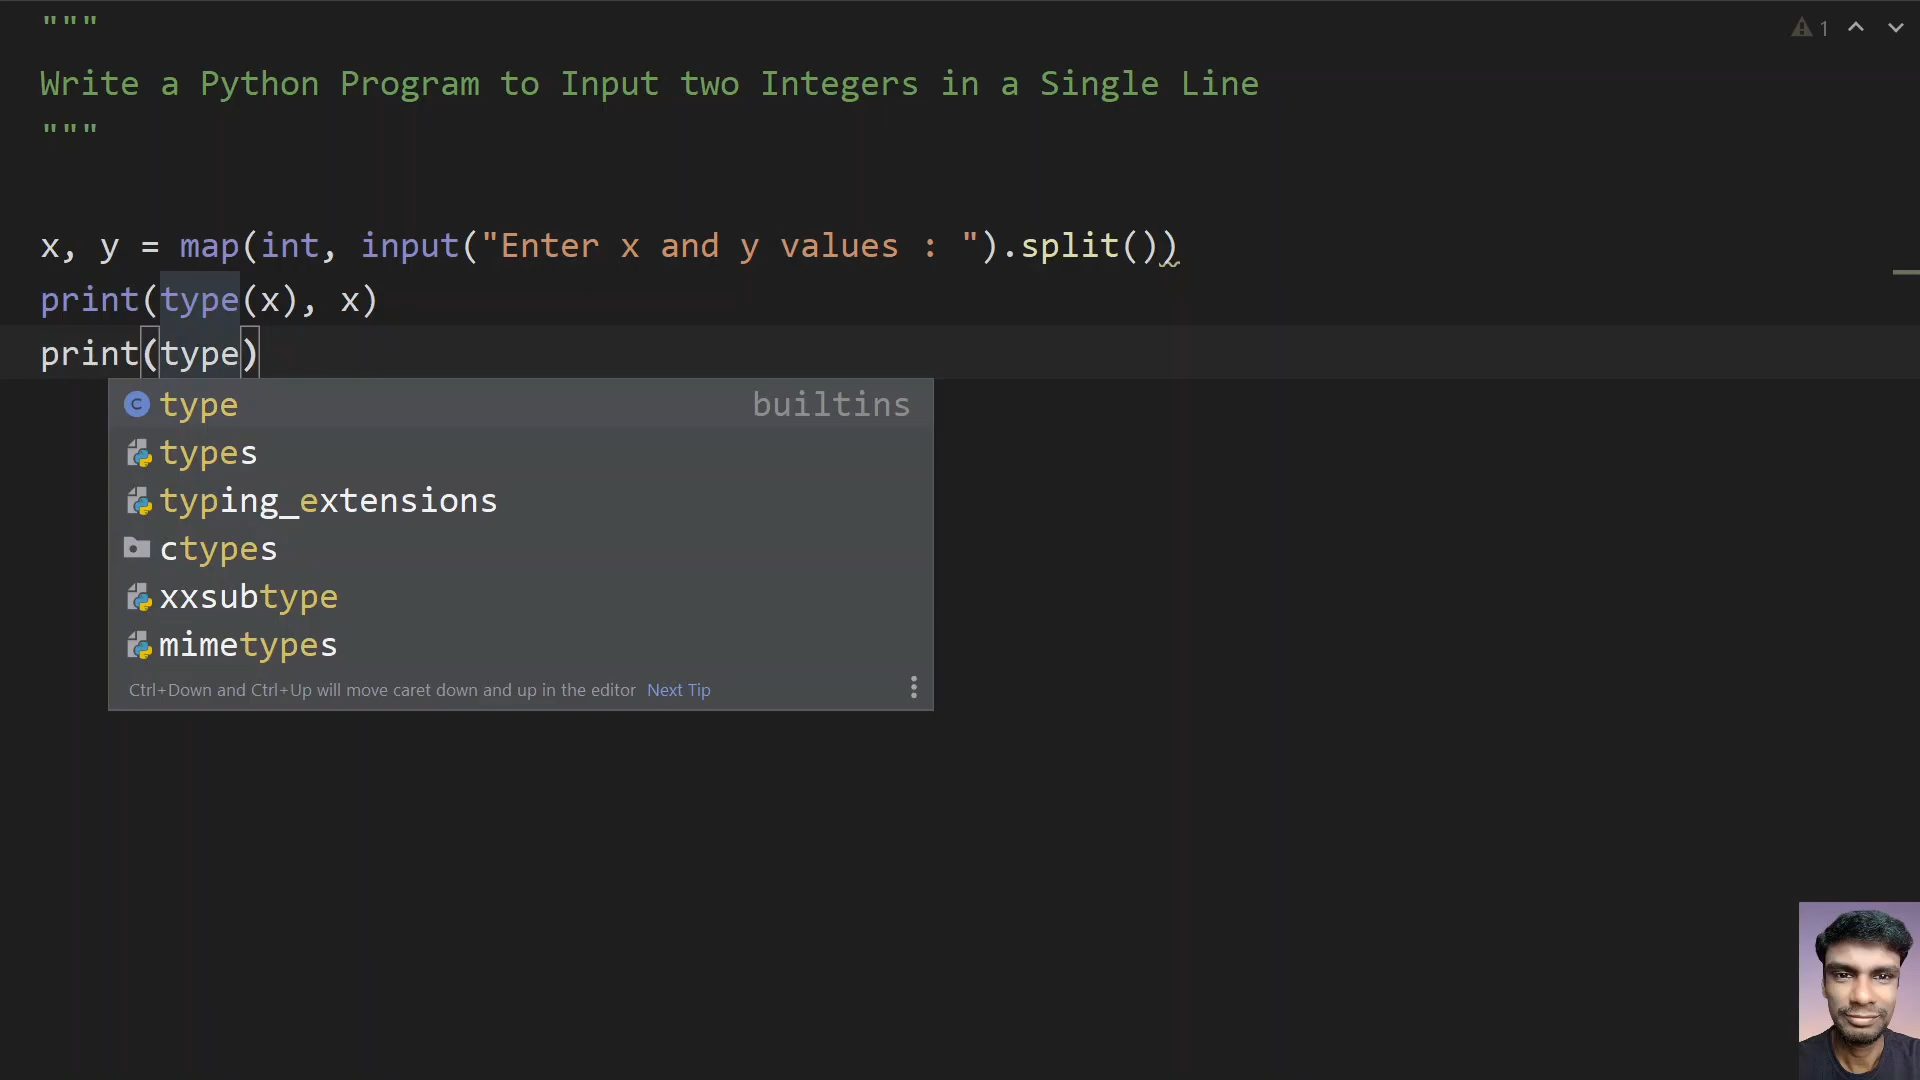 """
Write a Python Program to Input two Integers in a Single Line
"""
x, y = map(int, input("Enter x and y values : ").split())
print(type(x), x)
print(type)
type builtins
types
typing_extensions
ctypes
xxsubtype
mimetypes
Ctrl+Down and Ctrl+Up will move caret down and up in the editor Next Tip
1